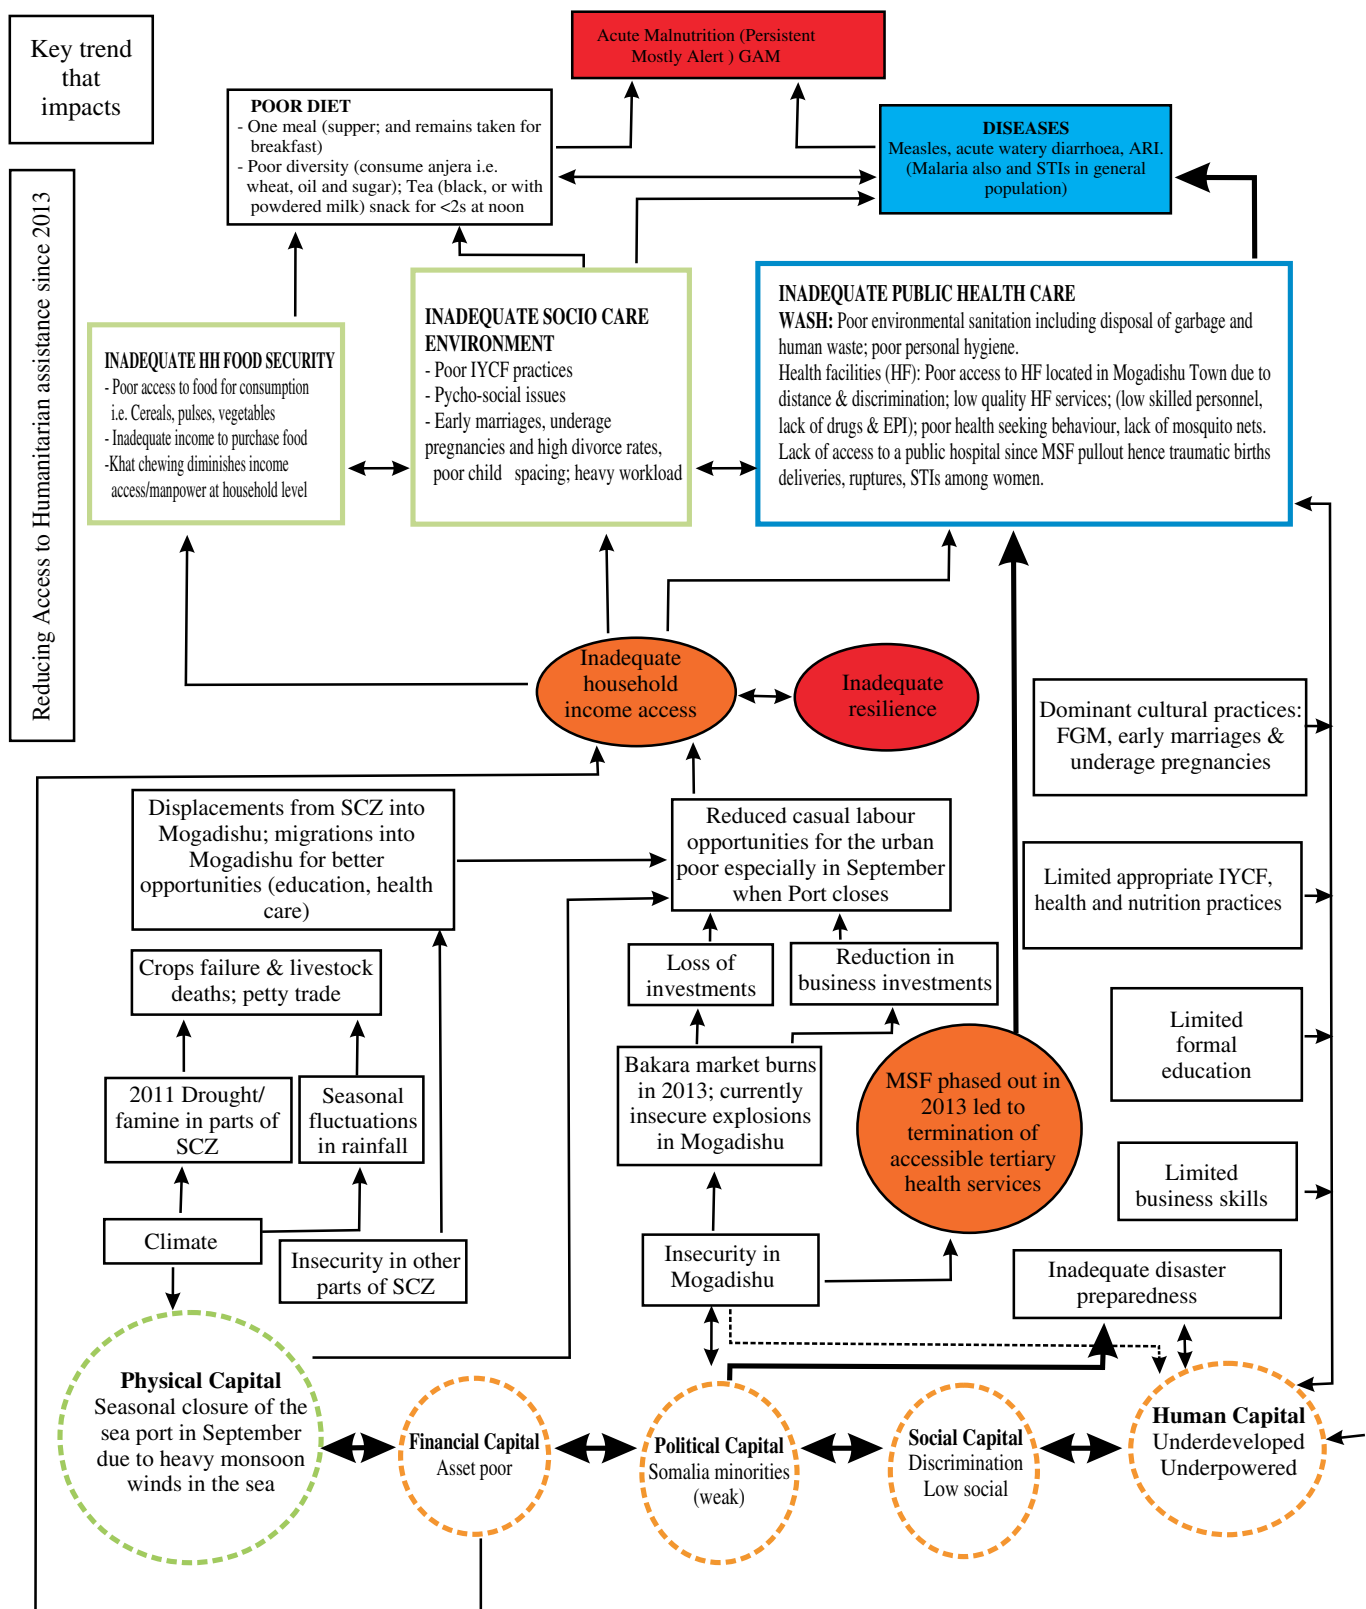 Key trend
that
impacts
Reducing Access to Humanitarian assistance since 2013
Acute Malnutrition (Persistent
Mostly Alert ) GAM
POOR DIET
- One meal (supper; and remains taken for
breakfast)
- Poor diversity (consume anjera i.e.
wheat, oil and sugar); Tea (black, or with
powdered milk) snack for <2s at noon
DISEASES
Measles, acute watery diarrhoea, ARI.
(Malaria also and STIs in general
population)
INADEQUATE HH FOOD SECURITY
- Poor access to food for consumption
i.e. Cereals, pulses, vegetables
- Inadequate income to purchase food
-Khat chewing diminishes income
access/manpower at household level
INADEQUATE SOCIO CARE
ENVIRONMENT
- Poor IYCF practices
- Pycho-social issues
- Early marriages, underage
pregnancies and high divorce rates,
poor child spacing; heavy workload
INADEQUATE PUBLIC HEALTH CARE
WASH: Poor environmental sanitation including disposal of garbage and
human waste; poor personal hygiene.
Health facilities (HF): Poor access to HF located in Mogadishu Town due to
distance & discrimination; low quality HF services; (low skilled personnel,
lack of drugs & EPI); poor health seeking behaviour, lack of mosquito nets.
Lack of access to a public hospital since MSF pullout hence traumatic births
deliveries, ruptures, STIs among women.
Inadequate
household
income access
Inadequate
resilience
Dominant cultural practices:
FGM, early marriages &
underage pregnancies
Displacements from SCZ into
Mogadishu; migrations into
Mogadishu for better
opportunities (education, health
care)
Reduced casual labour
opportunities for the urban
poor especially in September
when Port closes
Limited appropriate IYCF,
health and nutrition practices
Crops failure & livestock
deaths; petty trade
Loss of
investments
Reduction in
business investments
Limited
formal
education
2011 Drought/
famine in parts of
SCZ
Seasonal
fluctuations
in rainfall
Bakara market burns
in 2013; currently
insecure explosions
in Mogadishu
MSF phased out in
2013 led to
termination of
accessible tertiary
health services
Limited
business skills
Climate
Insecurity in other
parts of SCZ
Insecurity in
Mogadishu
Inadequate disaster
preparedness
Physical Capital
Seasonal closure of the
sea port in September
due to heavy monsoon
winds in the sea
Financial Capital
Asset poor
Political Capital
Somalia minorities
(weak)
Social Capital
Discrimination
Low social
Human Capital
Underdeveloped
Underpowered